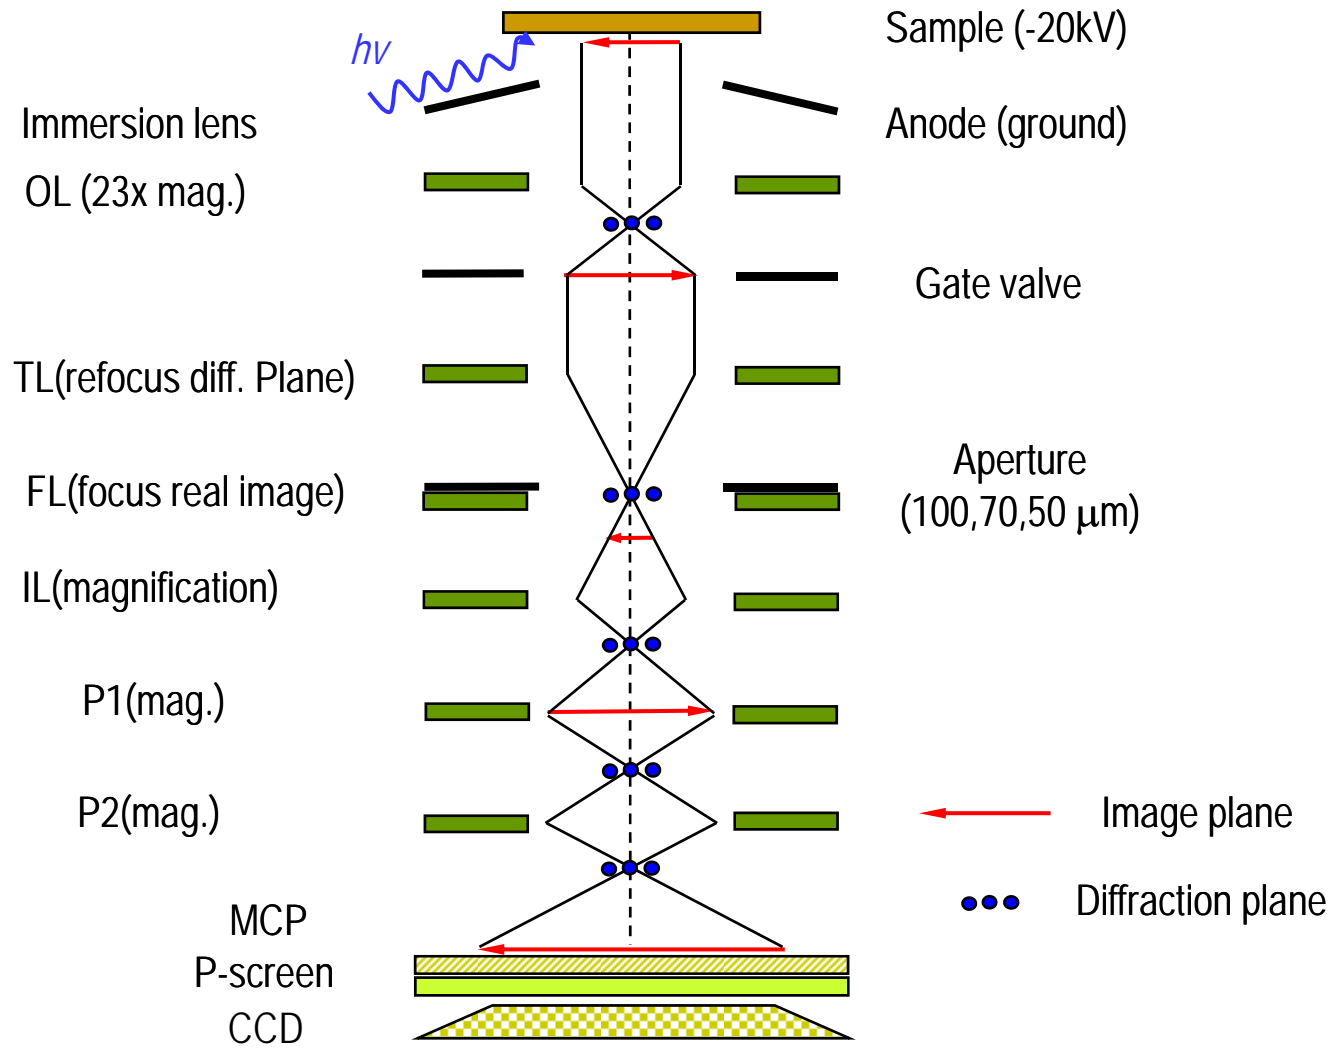 Sample (-20kV)
hν
Immersion lens
Anode (ground)
OL (23x mag.)
Gate valve
TL(refocus diff. Plane)
FL(focus real image)
Aperture
(100,70,50 μm)
IL(magnification)
P1(mag.)
P2(mag.)
Image plane
Diffraction plane
MCP
P-screen
CCD